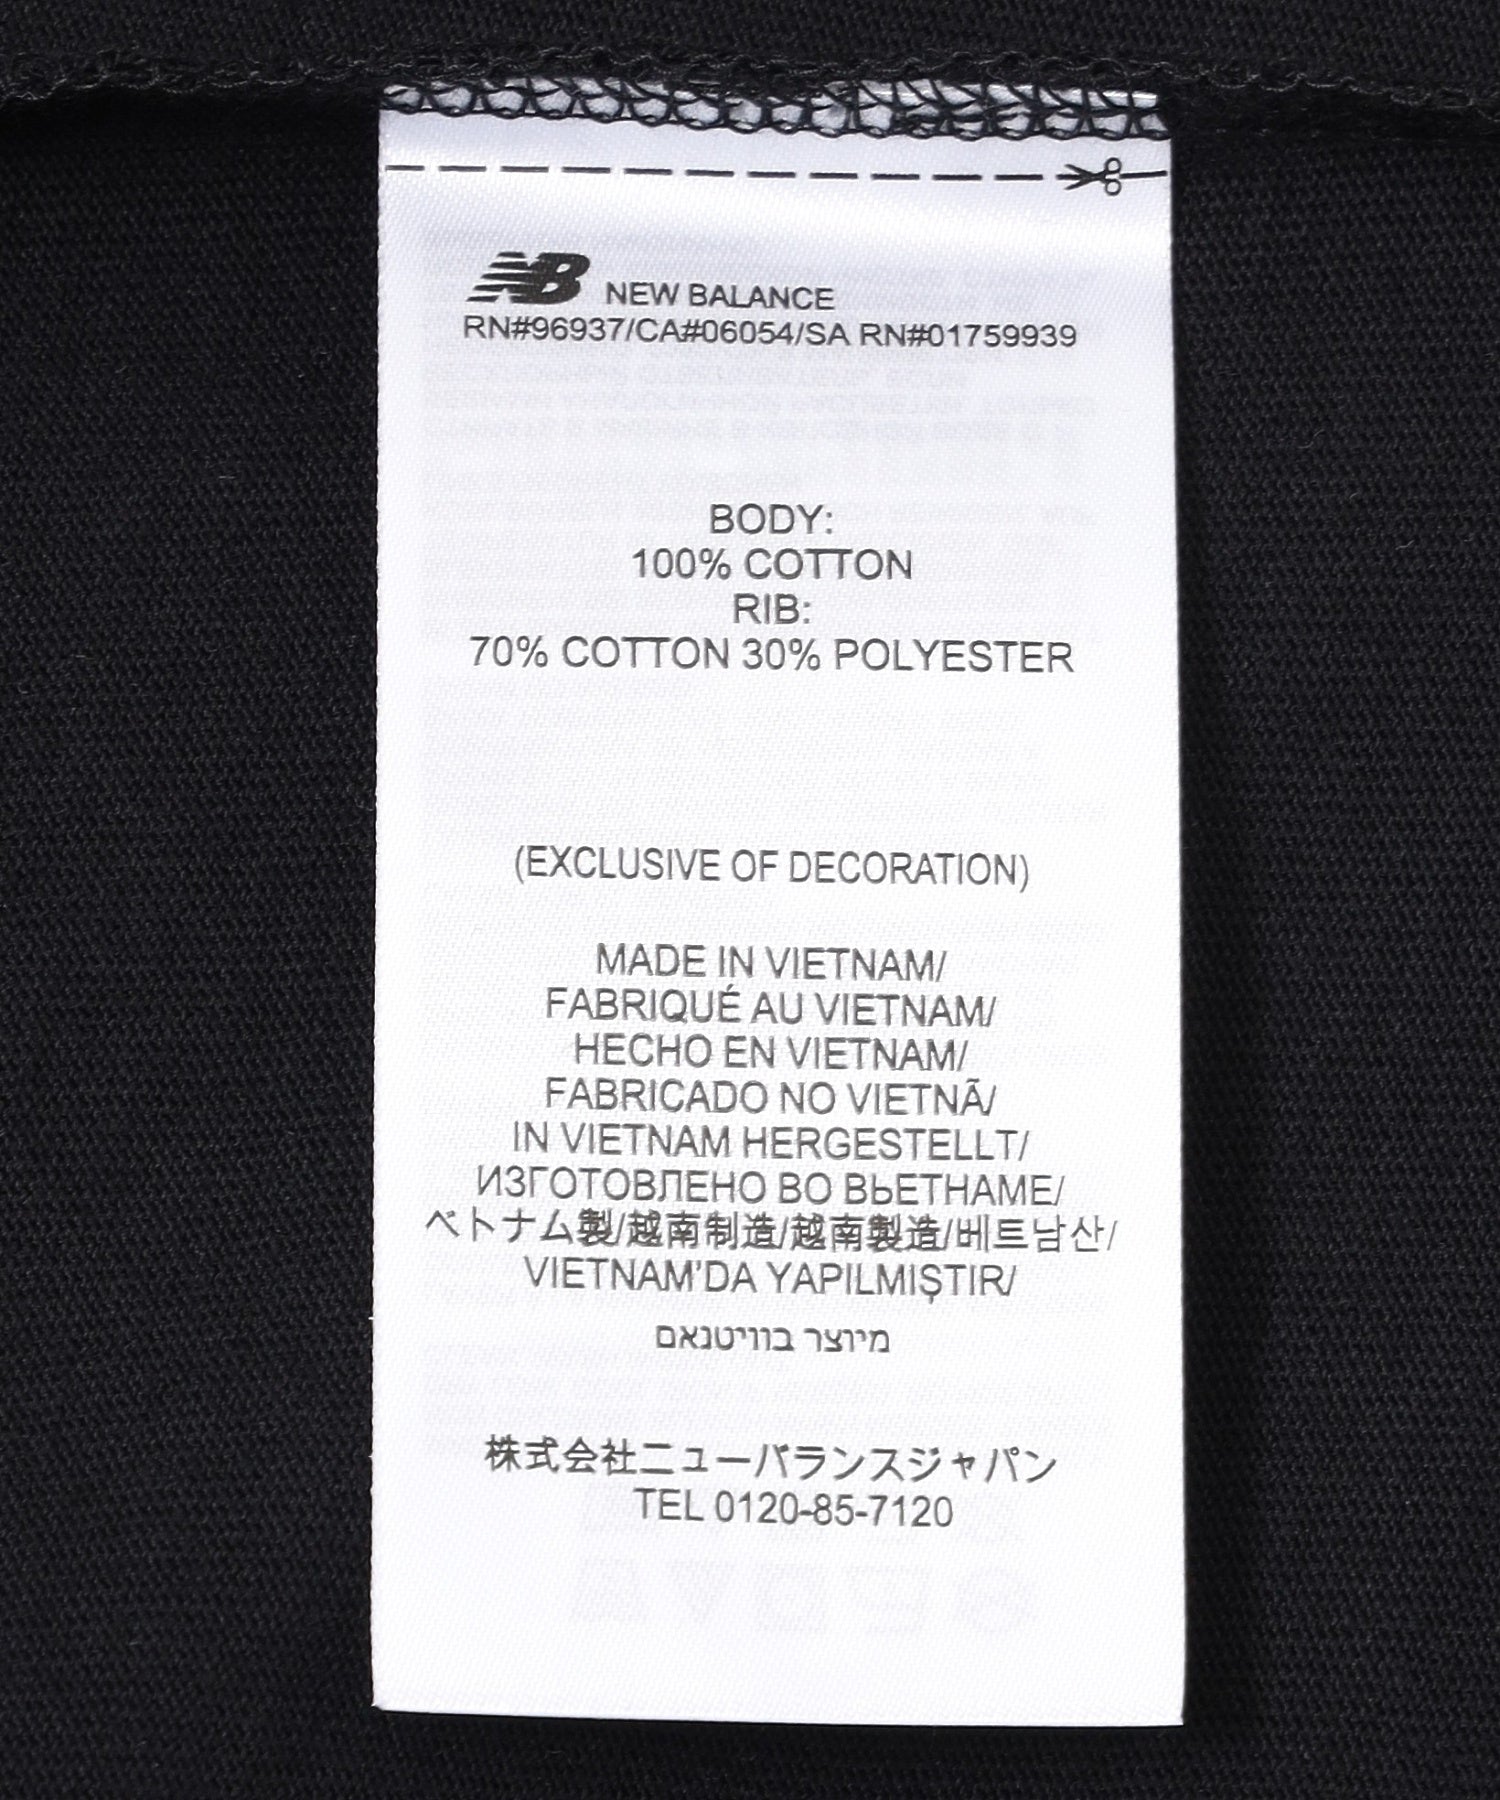 NB NEW BALANCE
RN#96937/CA#06054/SA RN#01759939
BODY:
100% COTTON
RIB:
70% COTTON 30% POLYESTER
(EXCLUSIVE OF DECORATION)
MADE IN VIETNAM/
FABRIQUÉ AU VIETNAM/
HECHO EN VIETNAM/
FABRICADO NO VIETNÃ/
IN VIETNAM HERGESTELLT/
ИЗГОТОВЛЕНО ВО ВЬЕТНАМЕ/
ベトナム製/越南制造/越南製造/베트남산/
VIETNAM'DA YAPILMIŞTIR/
מיוצר בוויטנאם
株式会社ニューバランスジャパン
TEL 0120-85-7120